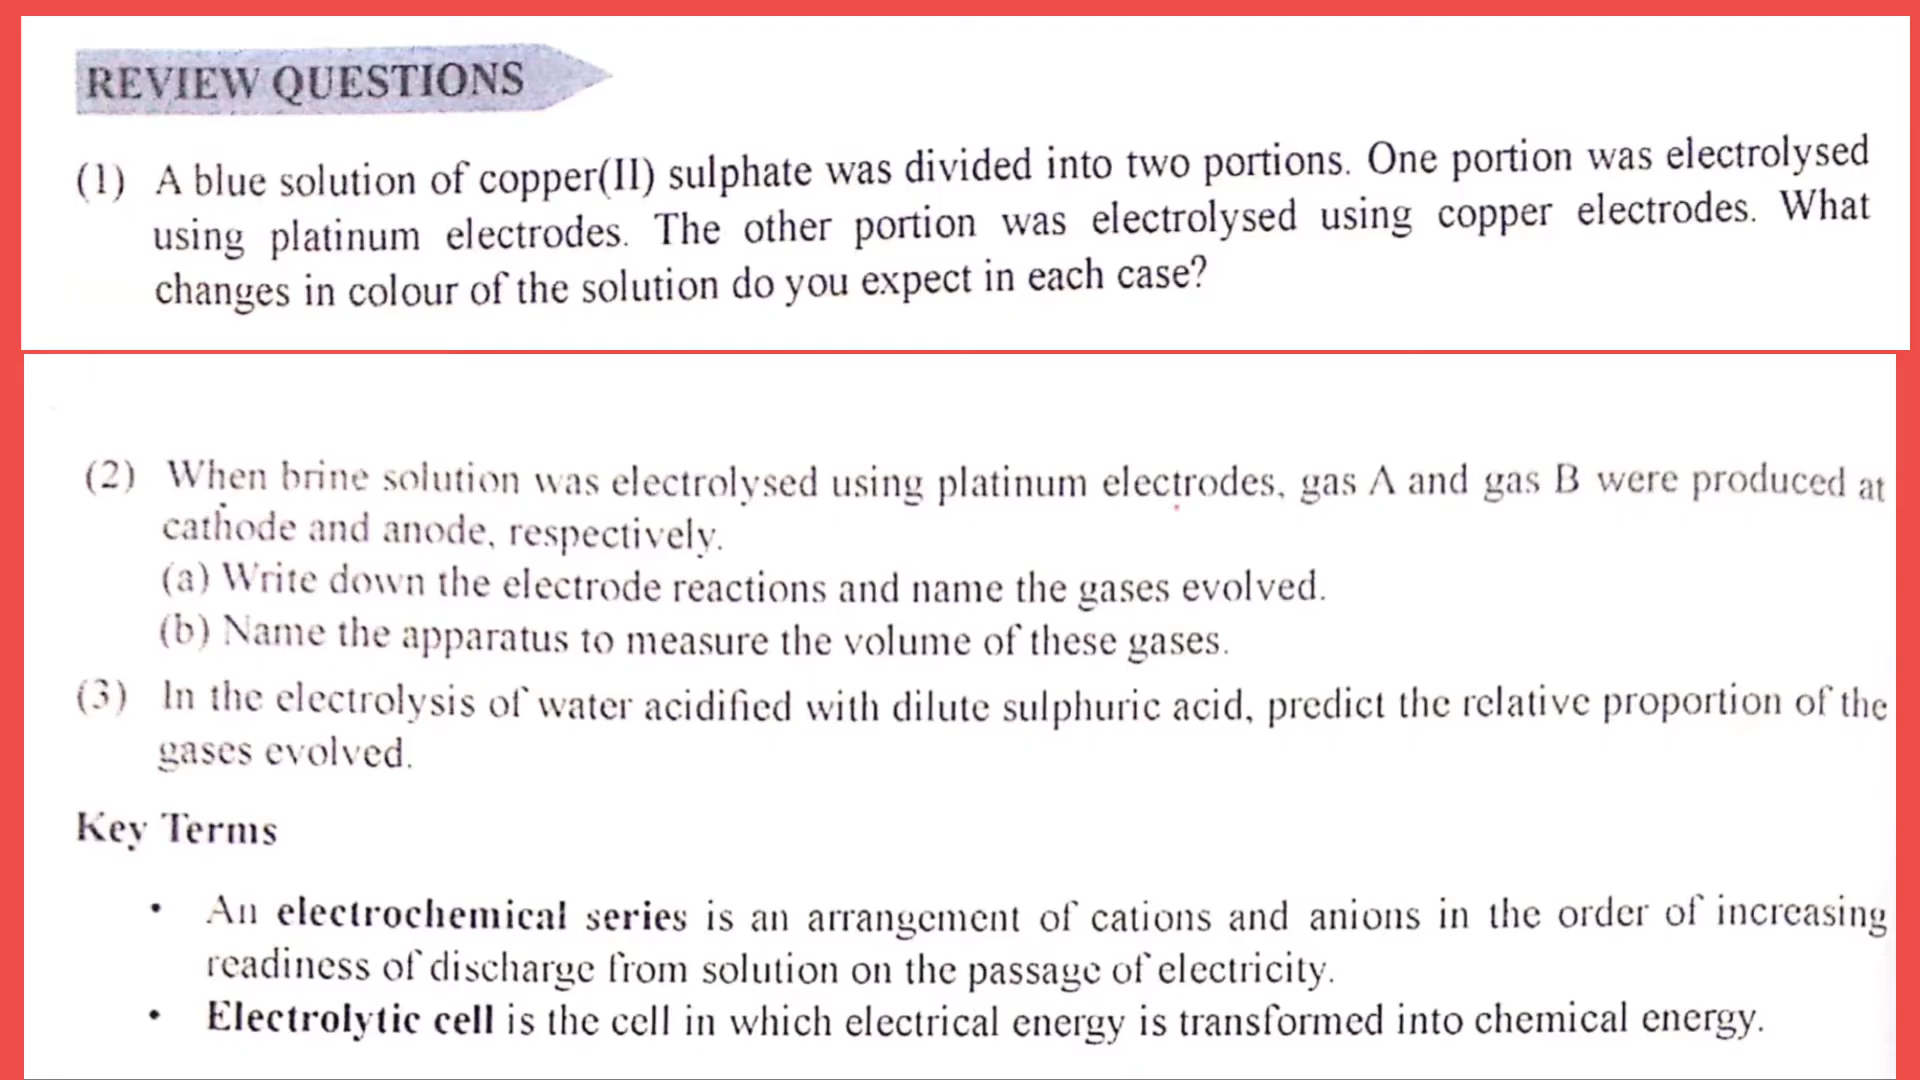 REVIEW QUESTIONS
(1) A blue solution of copper(II) sulphate was divided into two portions. One portion was electrolysed
using platinum electrodes. The other portion was electrolysed using copper electrodes. What
changes in colour of the solution do you expect in each case?
(2) When brine solution was electrolysed using platinum electrodes, gas A and gas B were produced at
cathode and anode, respectively.
(a) Write down the electrode reactions and name the gases evolved.
(b) Name the apparatus to measure the volume of these gases.
(3) In the electrolysis of water acidified with dilute sulphuric acid, predict the relative proportion of the
gases evolved.
Key Terms
• An electrochemical series is an arrangement of cations and anions in the order of increasing
readiness of discharge from solution on the passage of electricity.
• Electrolytic cell is the cell in which electrical energy is transformed into chemical energy.